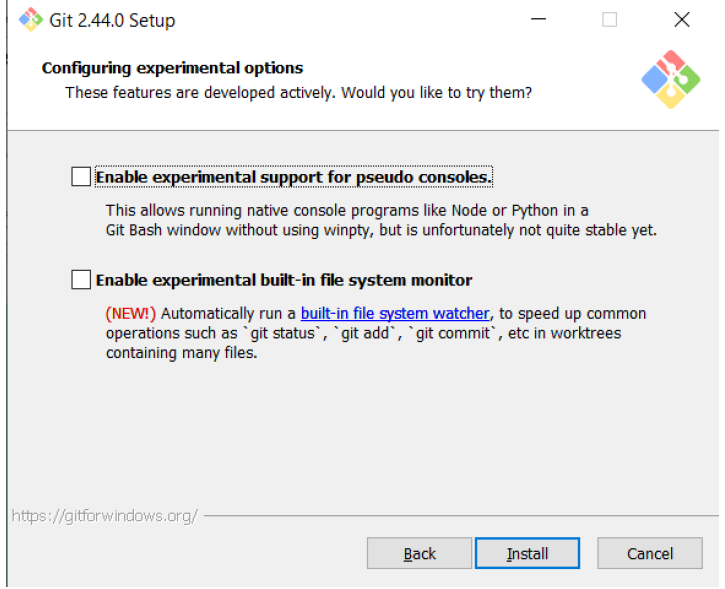 Git 2.44.0 Setup
Configuring experimental options
These features are developed actively. Would you like to try them?
Enable experimental support for pseudo consoles.
This allows running native console programs like Node or Python in a
Git Bash window without using winpty, but is unfortunately not quite stable yet.
Enable experimental built-in file system monitor
(NEW!) Automatically run a built-in file system watcher, to speed up common
operations such as `git status`, `git add`, `git commit`, etc in worktrees
containing many files.
https://gitforwindows.org/
Back
Install
Cancel